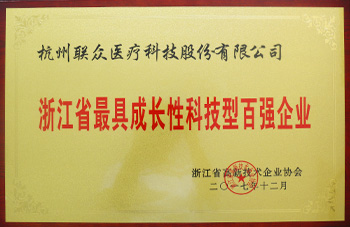 杭州联众医疗科技股份有限公司
浙江省最具成长性科技型百强企业
浙江省高新技术企业协会
二〇一七年十二月